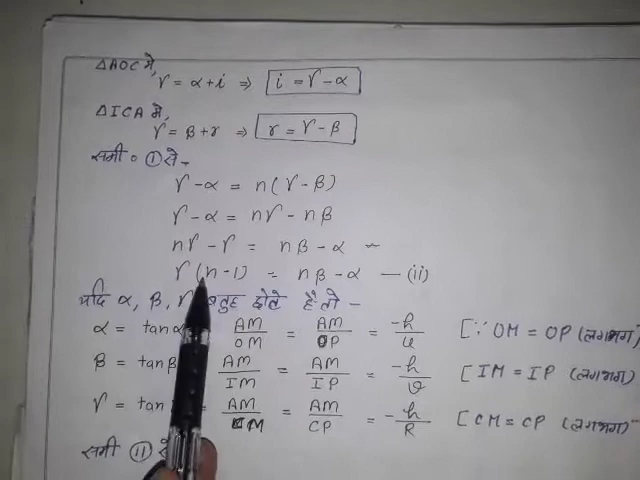 ΔAOC में,
γ = α + i ⇒ i = γ - α
ΔICA में,
γ = β + r ⇒ r = γ - β
समी० ① से -
γ - α = n(γ - β)
γ - α = nγ - nβ
nγ - γ = nβ - α
γ(n - 1) = nβ - α — (ii)
यदि α, β, γ होते हैं तो -
α = tan α AM/OM = AM/OP = -h/u [∵ OM = OP (लगभग)
β = tan β AM/IM = AM/IP = -h/v [IM = IP (लगभग)
γ = tan = AM/CM = AM/CP = -h/R [CM = CP (लगभग)
समी ⑪ से